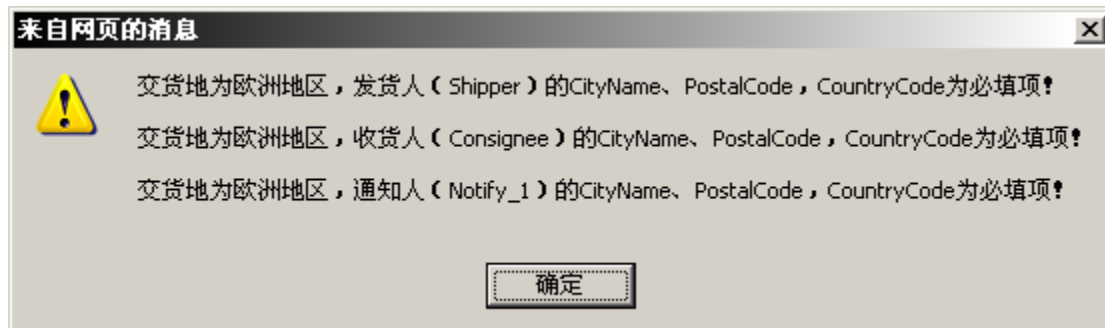 来自网页的消息
交货地为欧洲地区，发货人（Shipper）的CityName、PostalCode，CountryCode为必填项！
交货地为欧洲地区，收货人（Consignee）的CityName、PostalCode，CountryCode为必填项！
交货地为欧洲地区，通知人（Notify_1）的CityName、PostalCode，CountryCode为必填项！
确定